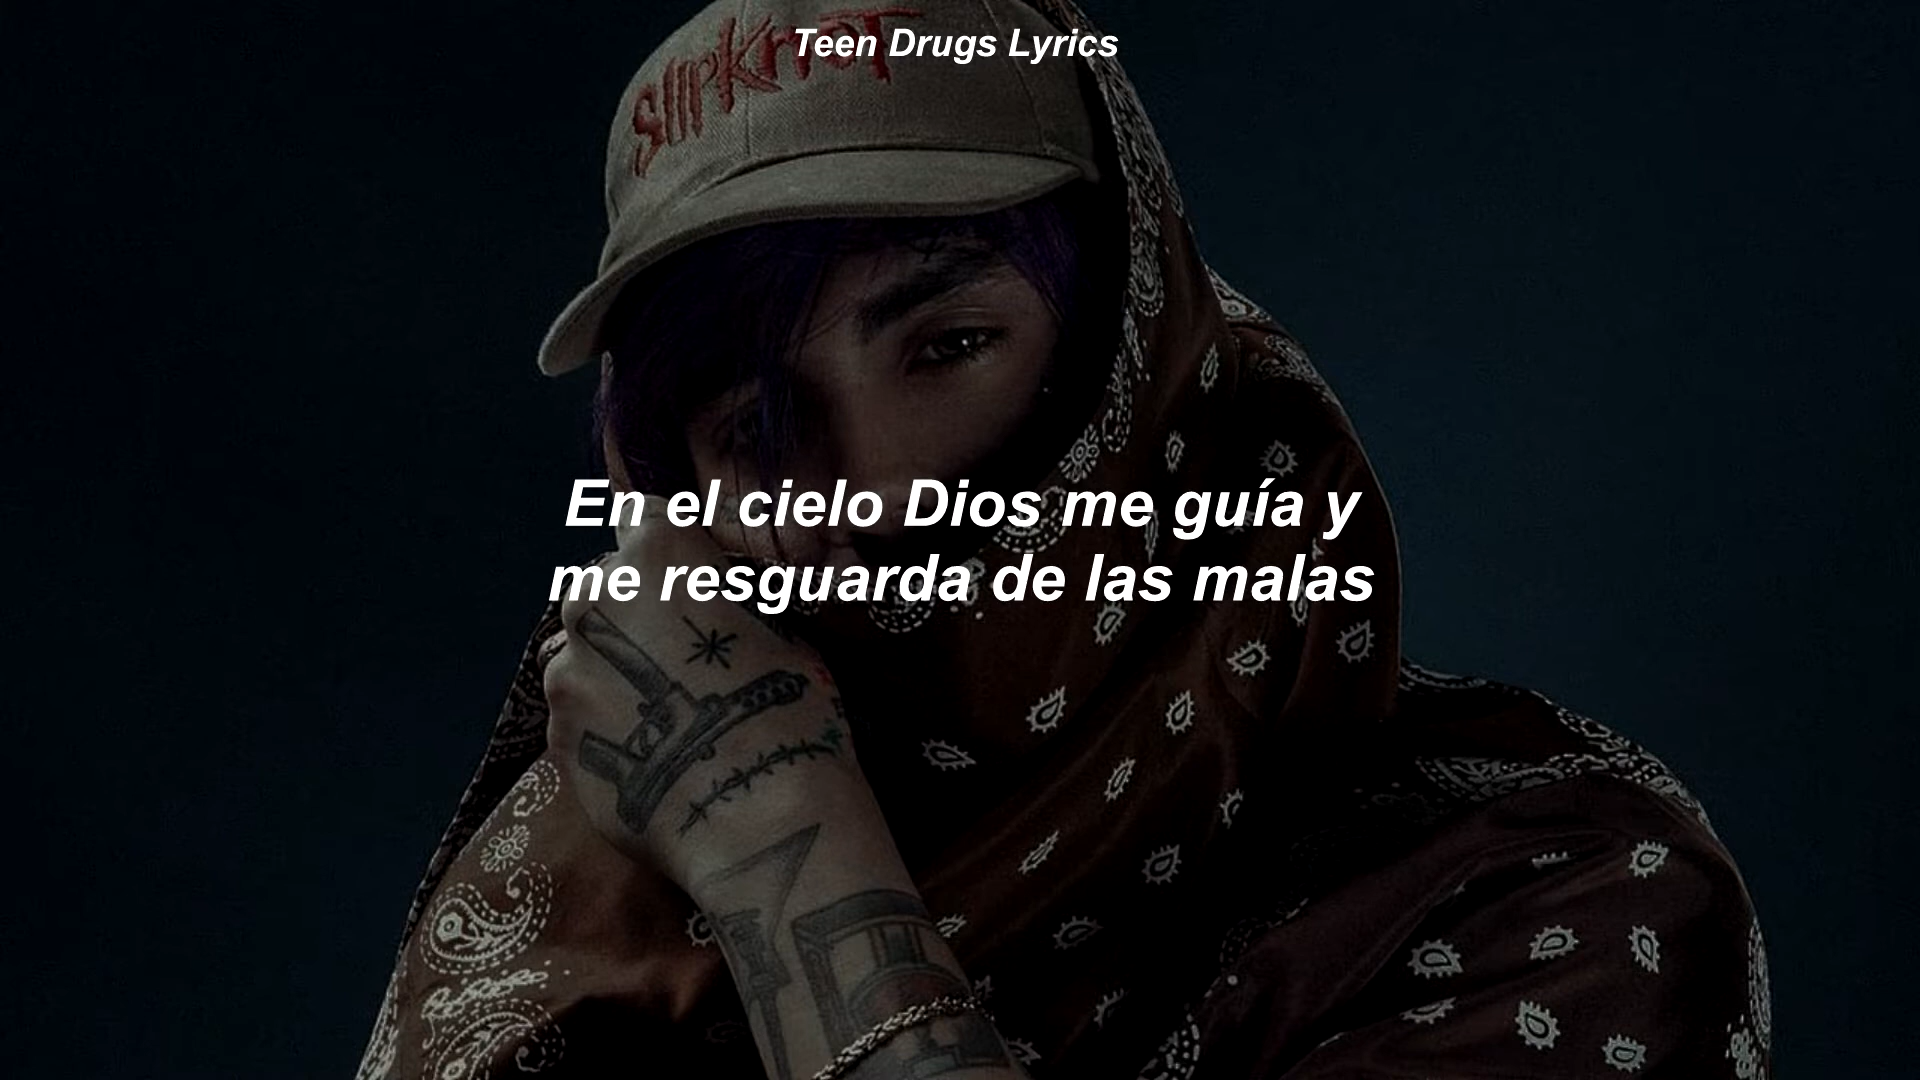 Teen Drugs Lyrics
slipknot
En el cielo Dios me guía y
me resguarda de las malas